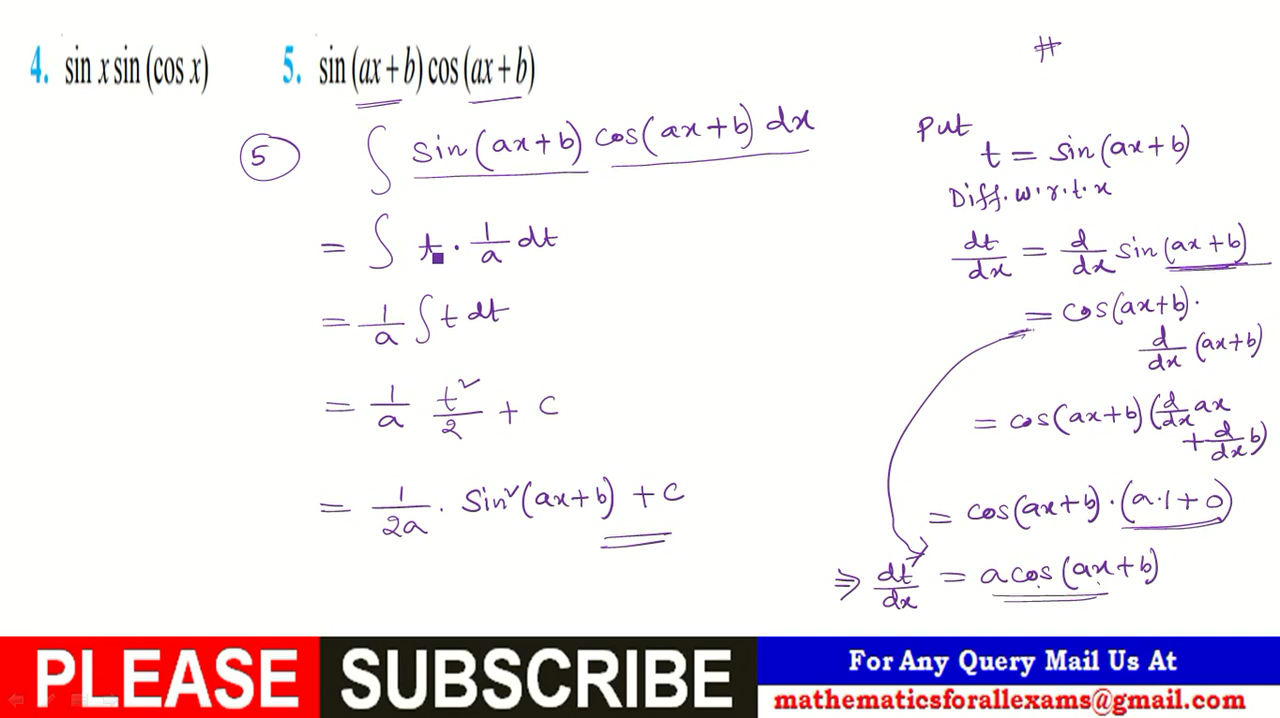 4. sin x sin (cos x) 5. sin (ax + b) cos (ax + b)
#
5
∫ sin(ax+b) cos(ax+b) dx
= ∫ t · 1/a dt
= 1/a ∫ t dt
= 1/a t²/2 + c
= 1/2a · sin²(ax+b) + c
Put
t = sin(ax+b)
Diff. w.r.t. x
dt/dx = d/dx sin(ax+b)
= cos(ax+b) ·
d/dx (ax+b)
= cos(ax+b) (d/dx ax
+ d/dx b)
= cos(ax+b) · (a·1+0)
⇒ dt/dx = a cos(ax+b)
PLEASE SUBSCRIBE
For Any Query Mail Us At
mathematicsforallexams@gmail.com